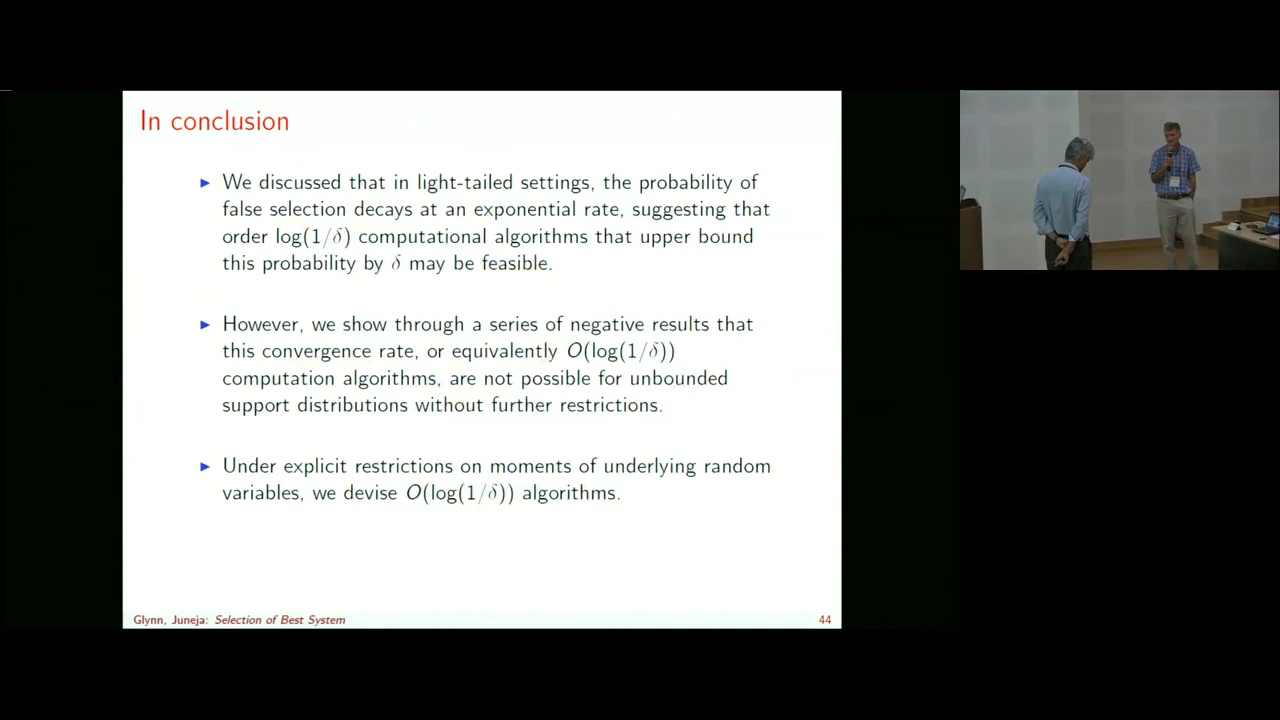 In conclusion
▶ We discussed that in light-tailed settings, the probability of
false selection decays at an exponential rate, suggesting that
order log(1/δ) computational algorithms that upper bound
this probability by δ may be feasible.
▶ However, we show through a series of negative results that
this convergence rate, or equivalently O(log(1/δ))
computation algorithms, are not possible for unbounded
support distributions without further restrictions.
▶ Under explicit restrictions on moments of underlying random
variables, we devise O(log(1/δ)) algorithms.
Glynn, Juneja: Selection of Best System 44